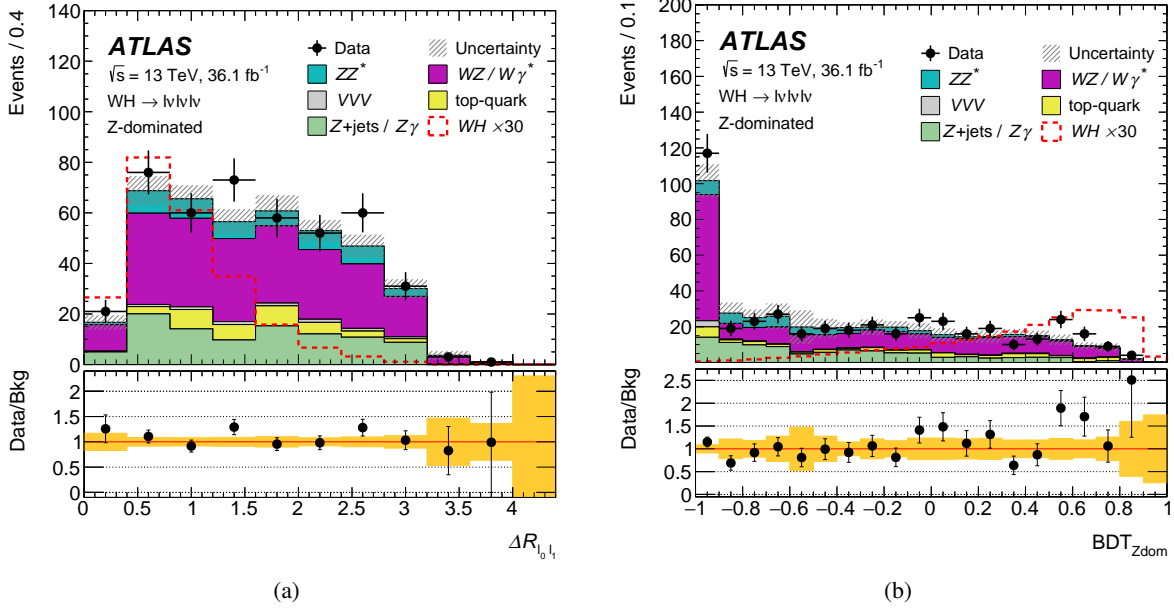 Events / 0.4
140
120
100
80
60
40
20
0
ATLAS
√s = 13 TeV, 36.1 fb⁻¹
WH → lνlνlν
Z-dominated
Data
Uncertainty
ZZ*
WZ / Wγ*
VVV
top-quark
Z+jets / Zγ
WH ×30
Data/Bkg
2
1.5
1
0.5
0
0 0.5 1 1.5 2 2.5 3 3.5 4
ΔR_{l₀ l₁}
(a)
Events / 0.1
200
180
160
140
120
100
80
60
40
20
0
ATLAS
√s = 13 TeV, 36.1 fb⁻¹
WH → lνlνlν
Z-dominated
Data
Uncertainty
ZZ*
WZ / Wγ*
VVV
top-quark
Z+jets / Zγ
WH ×30
Data/Bkg
2.5
2
1.5
1
0.5
0
−1 −0.8 −0.6 −0.4 −0.2 0 0.2 0.4 0.6 0.8 1
BDT_{Zdom}
(b)